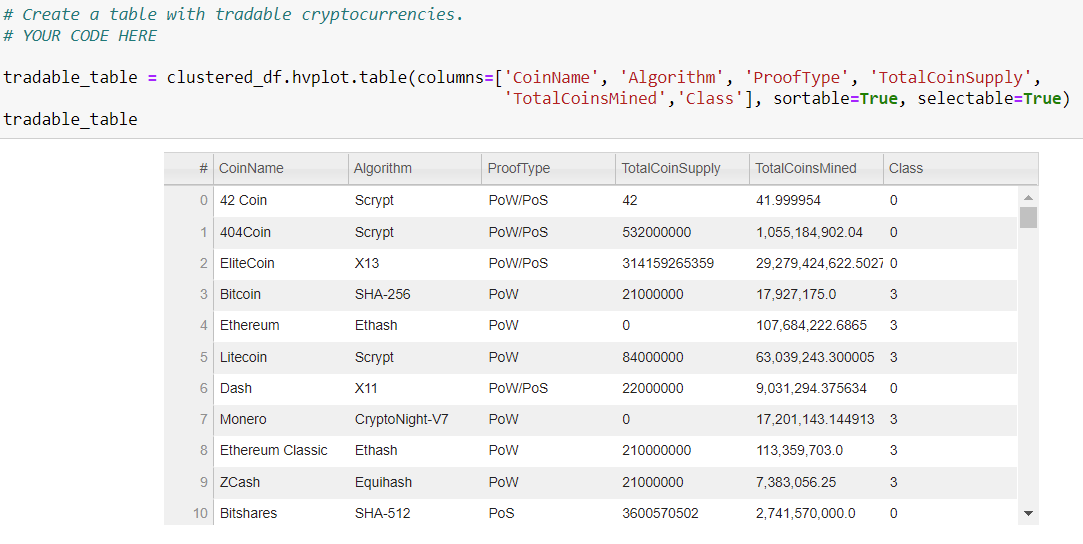 # Create a table with tradable cryptocurrencies.
# YOUR CODE HERE
tradable_table = clustered_df.hvplot.table(columns=['CoinName', 'Algorithm', 'ProofType', 'TotalCoinSupply',
'TotalCoinsMined','Class'], sortable=True, selectable=True)
tradable_table
# CoinName Algorithm ProofType TotalCoinSupply TotalCoinsMined Class
0 42 Coin Scrypt PoW/PoS 42 41.999954 0
1 404Coin Scrypt PoW/PoS 532000000 1,055,184,902.04 0
2 EliteCoin X13 PoW/PoS 314159265359 29,279,424,622.5027 0
3 Bitcoin SHA-256 PoW 21000000 17,927,175.0 3
4 Ethereum Ethash PoW 0 107,684,222.6865 3
5 Litecoin Scrypt PoW 84000000 63,039,243.300005 3
6 Dash X11 PoW/PoS 22000000 9,031,294.375634 0
7 Monero CryptoNight-V7 PoW 0 17,201,143.144913 3
8 Ethereum Classic Ethash PoW 210000000 113,359,703.0 3
9 ZCash Equihash PoW 21000000 7,383,056.25 3
10 Bitshares SHA-512 PoS 3600570502 2,741,570,000.0 0